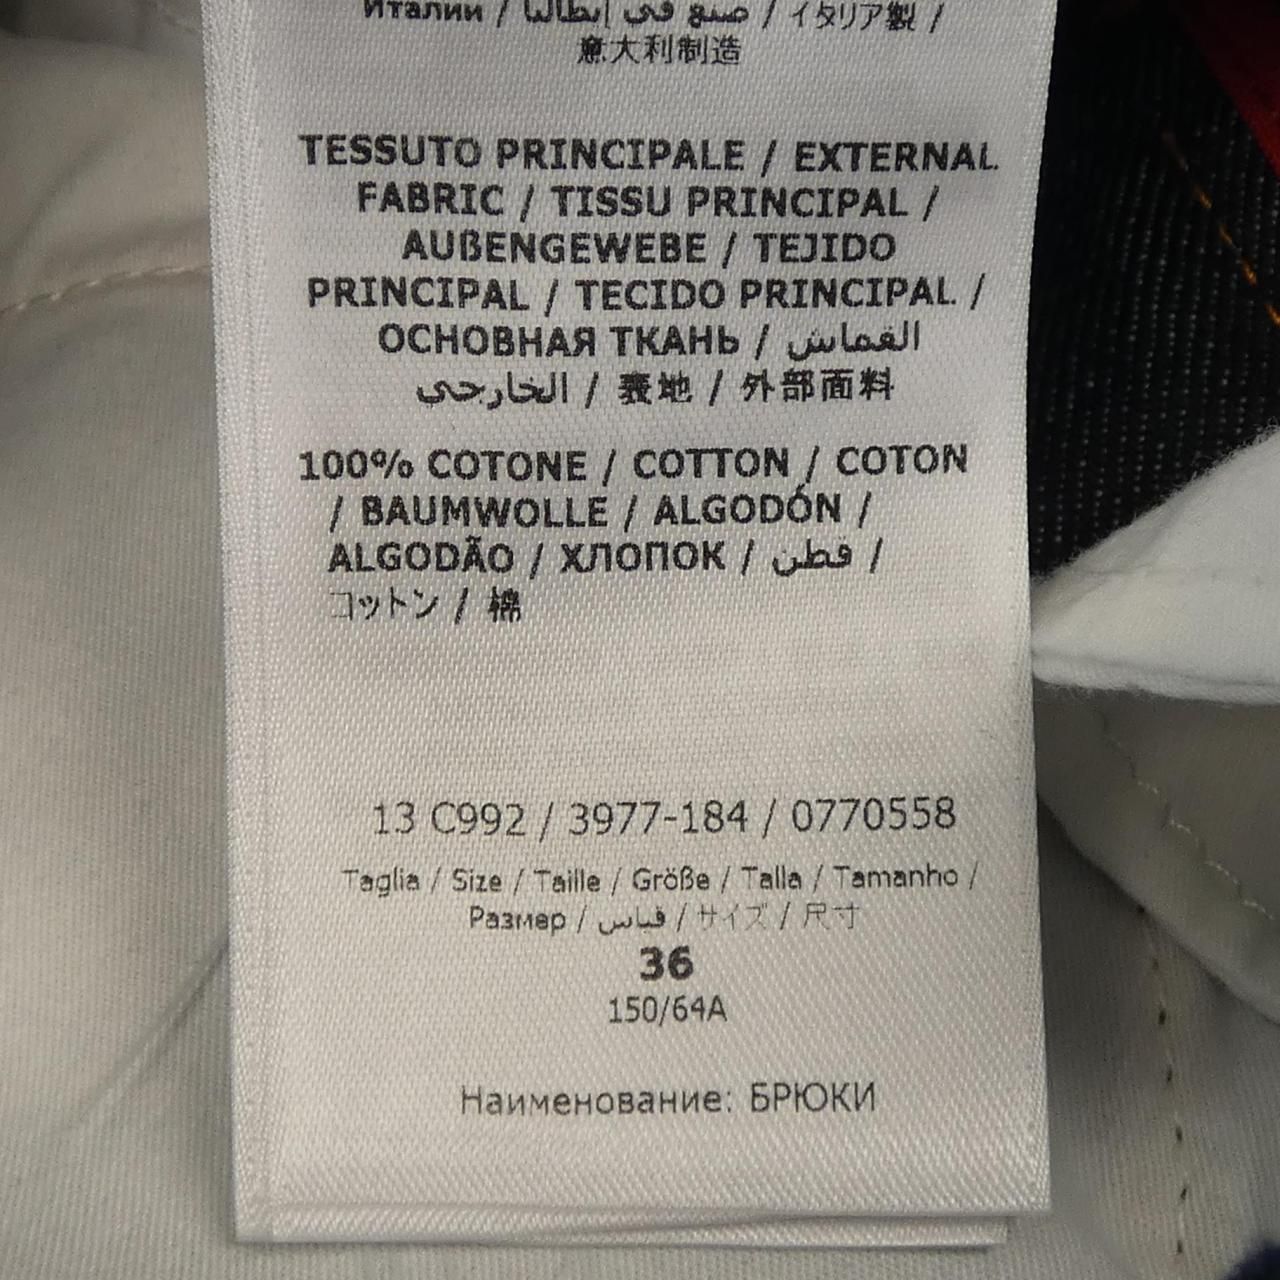 Италии / صنع في إيطاليا / イタリア製 /
意大利制造
TESSUTO PRINCIPALE / EXTERNAL
FABRIC / TISSU PRINCIPAL /
AUßENGEWEBE / TEJIDO
PRINCIPAL / TECIDO PRINCIPAL /
ОСНОВНАЯ ТКАНЬ / القماش
الخارجي / 表地 / 外部面料
100% COTONE / COTTON / COTON
/ BAUMWOLLE / ALGODÓN /
ALGODÃO / ХЛОПОК / قطن /
コットン / 棉
13 C992 / 3977-184 / 0770558
Taglia / Size / Taille / Größe / Talla / Tamanho /
Размер / قياس / サイズ / 尺寸
36
150/64A
Наименование: БРЮКИ